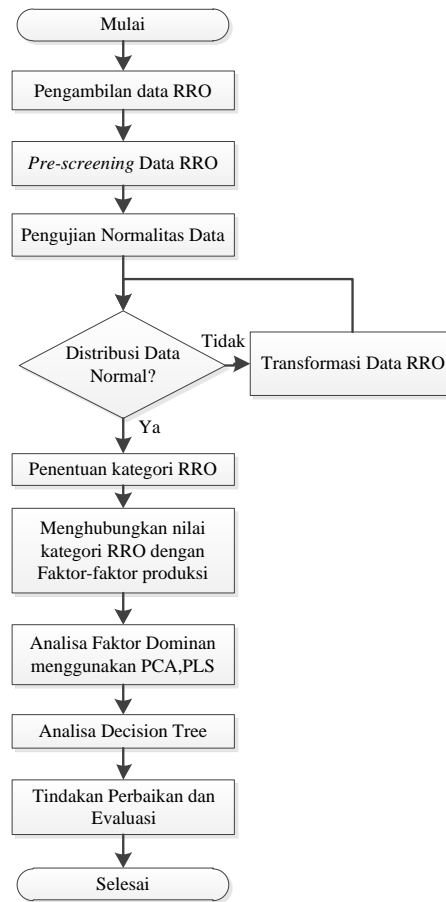 Mulai
Pengambilan data RRO
Pre-screening Data RRO
Pengujian Normalitas Data
Distribusi Data
Normal?
Tidak
Transformasi Data RRO
Ya
Penentuan kategori RRO
Menghubungkan nilai
kategori RRO dengan
Faktor-faktor produksi
Analisa Faktor Dominan
menggunakan PCA,PLS
Analisa Decision Tree
Tindakan Perbaikan dan
Evaluasi
Selesai